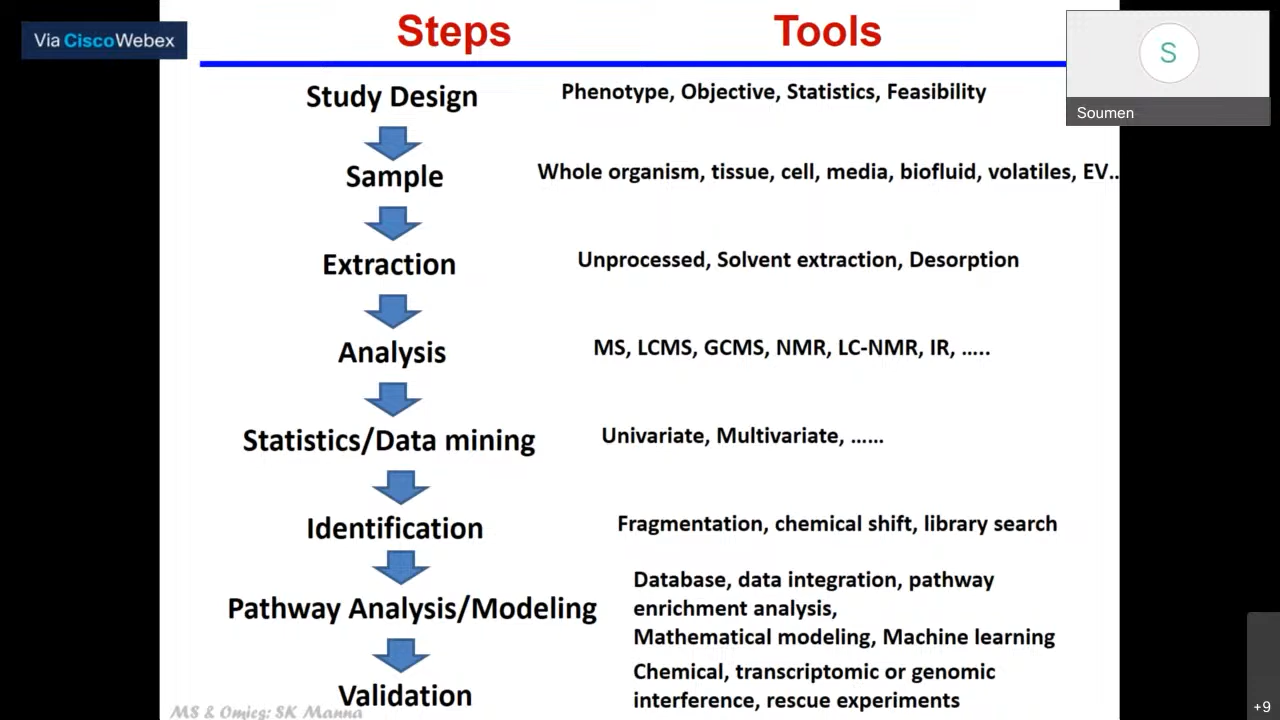 Via CiscoWebex
Steps
Tools
S
Soumen
Study Design
Phenotype, Objective, Statistics, Feasibility
Sample
Whole organism, tissue, cell, media, biofluid, volatiles, EV..
Extraction
Unprocessed, Solvent extraction, Desorption
Analysis
MS, LCMS, GCMS, NMR, LC-NMR, IR, …..
Statistics/Data mining
Univariate, Multivariate, ……
Identification
Fragmentation, chemical shift, library search
Pathway Analysis/Modeling
Database, data integration, pathway
enrichment analysis,
Mathematical modeling, Machine learning
Validation
Chemical, transcriptomic or genomic
interference, rescue experiments
MS & Omics: SK Manna
+9